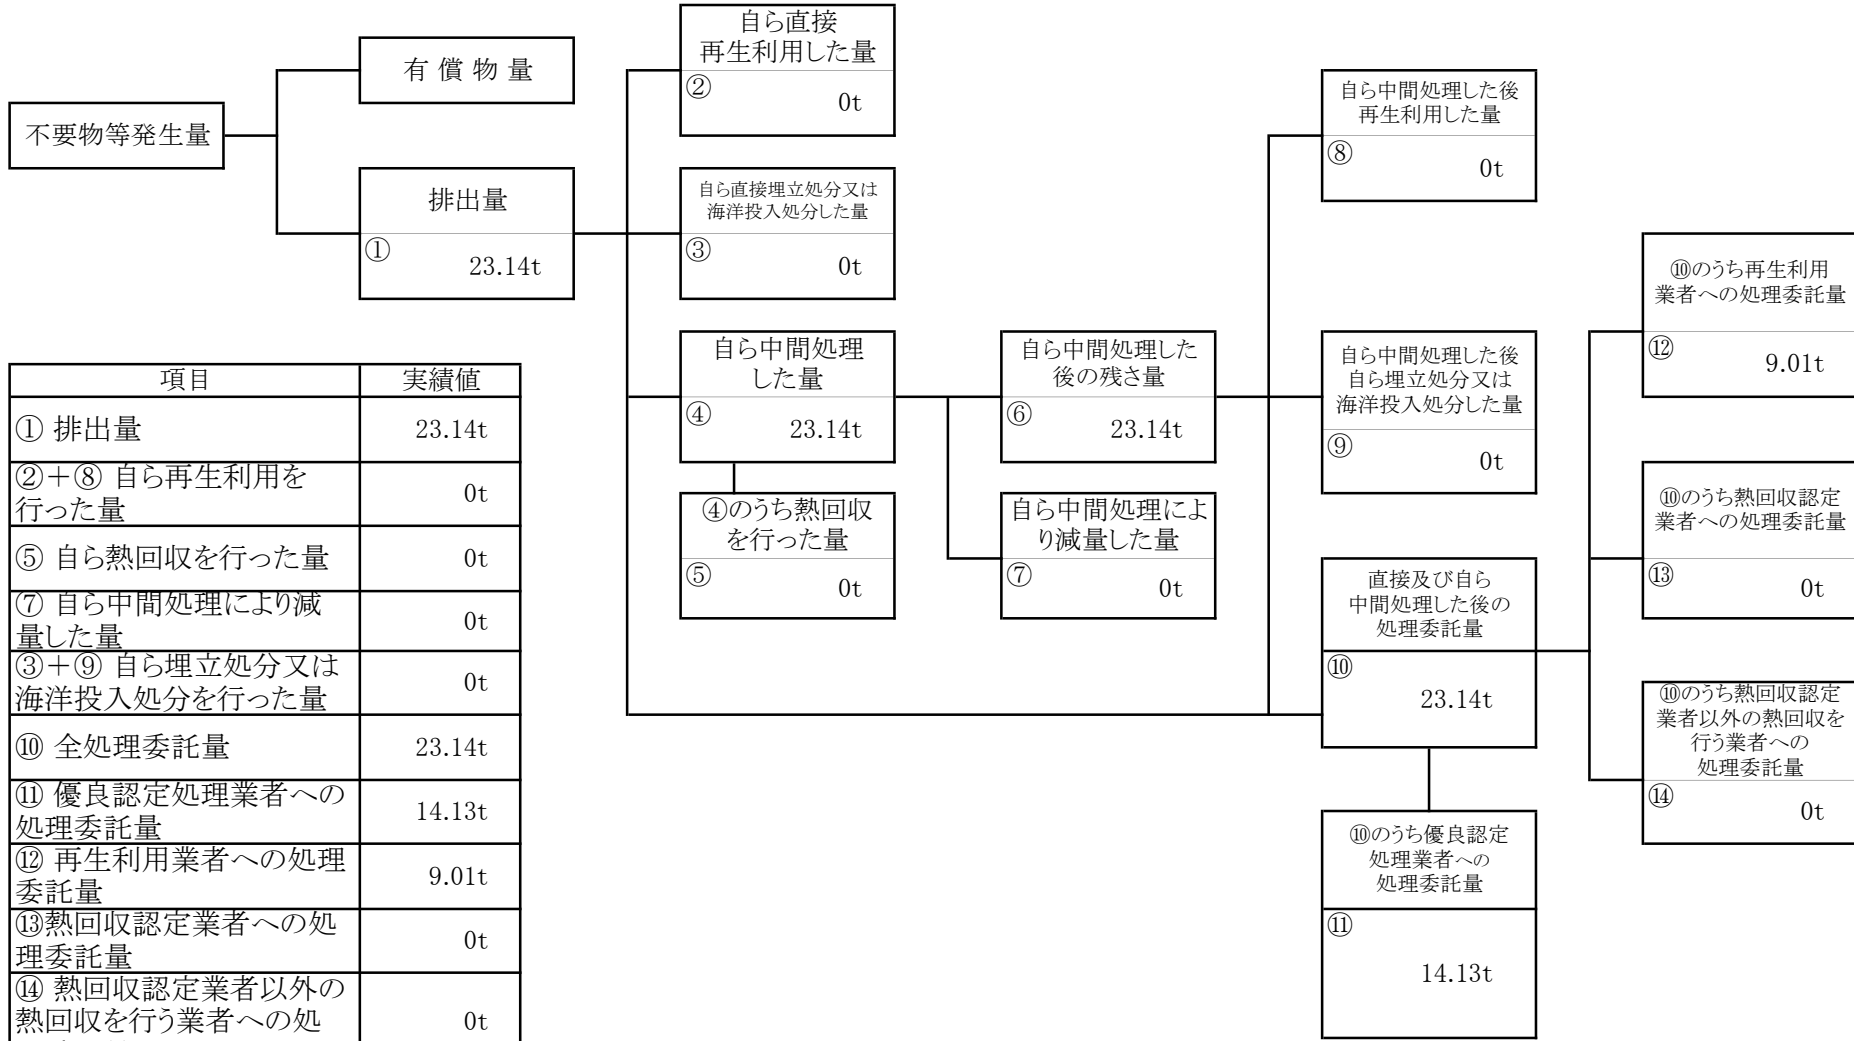 不要物等発生量
有 償 物 量
排出量
①
23.14t
自ら直接
再生利用した量
②
0t
自ら直接埋立処分又は
海洋投入処分した量
③
0t
自ら中間処理
した量
④
23.14t
④のうち熱回収
を行った量
⑤
0t
自ら中間処理した
後の残さ量
⑥
23.14t
自ら中間処理によ
り減量した量
⑦
0t
自ら中間処理した後
再生利用した量
⑧
0t
自ら中間処理した後
自ら埋立処分又は
海洋投入処分した量
⑨
0t
直接及び自ら
中間処理した後の
処理委託量
⑩
23.14t
⑩のうち優良認定
処理業者への
処理委託量
⑪
14.13t
⑩のうち再生利用
業者への処理委託量
⑫
9.01t
⑩のうち熱回収認定
業者への処理委託量
⑬
0t
⑩のうち熱回収認定
業者以外の熱回収を
行う業者への
処理委託量
⑭
0t
項目 実績値
① 排出量 23.14t
②＋⑧ 自ら再生利用を
行った量 0t
⑤ 自ら熱回収を行った量 0t
⑦ 自ら中間処理により減
量した量 0t
③＋⑨ 自ら埋立処分又は
海洋投入処分を行った量 0t
⑩ 全処理委託量 23.14t
⑪ 優良認定処理業者への
処理委託量 14.13t
⑫ 再生利用業者への処理
委託量 9.01t
⑬熱回収認定業者への処
理委託量 0t
⑭ 熱回収認定業者以外の
熱回収を行う業者への処 0t